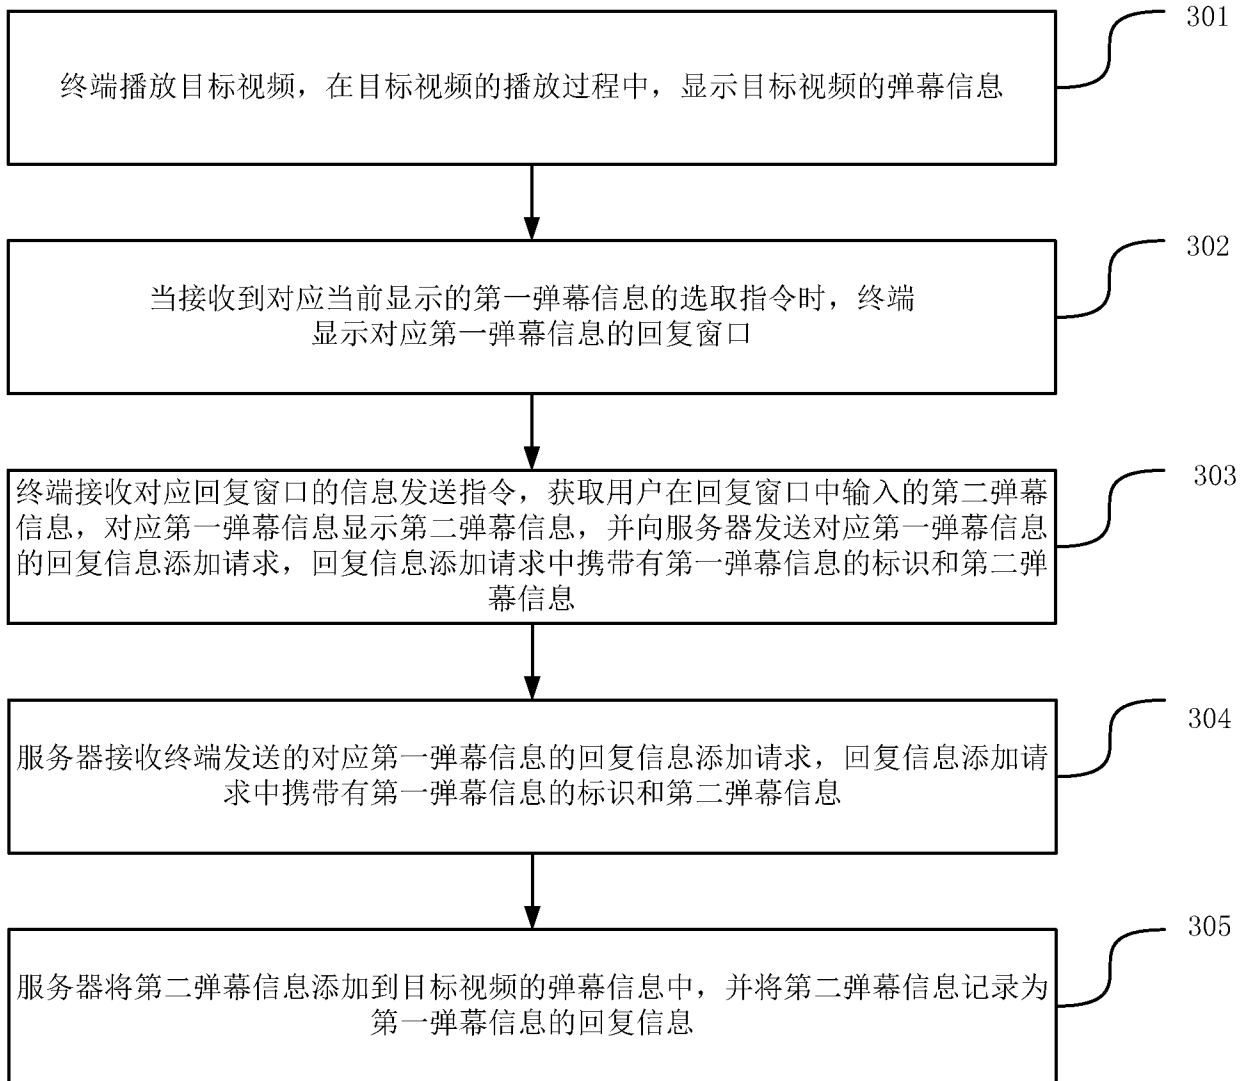 301
终端播放目标视频，在目标视频的播放过程中，显示目标视频的弹幕信息
302
当接收到对应当前显示的第一弹幕信息的选取指令时，终端
显示对应第一弹幕信息的回复窗口
303
终端接收对应回复窗口的信息发送指令，获取用户在回复窗口中输入的第二弹幕
信息，对应第一弹幕信息显示第二弹幕信息，并向服务器发送对应第一弹幕信息
的回复信息添加请求，回复信息添加请求中携带有第一弹幕信息的标识和第二弹
幕信息
304
服务器接收终端发送的对应第一弹幕信息的回复信息添加请求，回复信息添加请
求中携带有第一弹幕信息的标识和第二弹幕信息
305
服务器将第二弹幕信息添加到目标视频的弹幕信息中，并将第二弹幕信息记录为
第一弹幕信息的回复信息